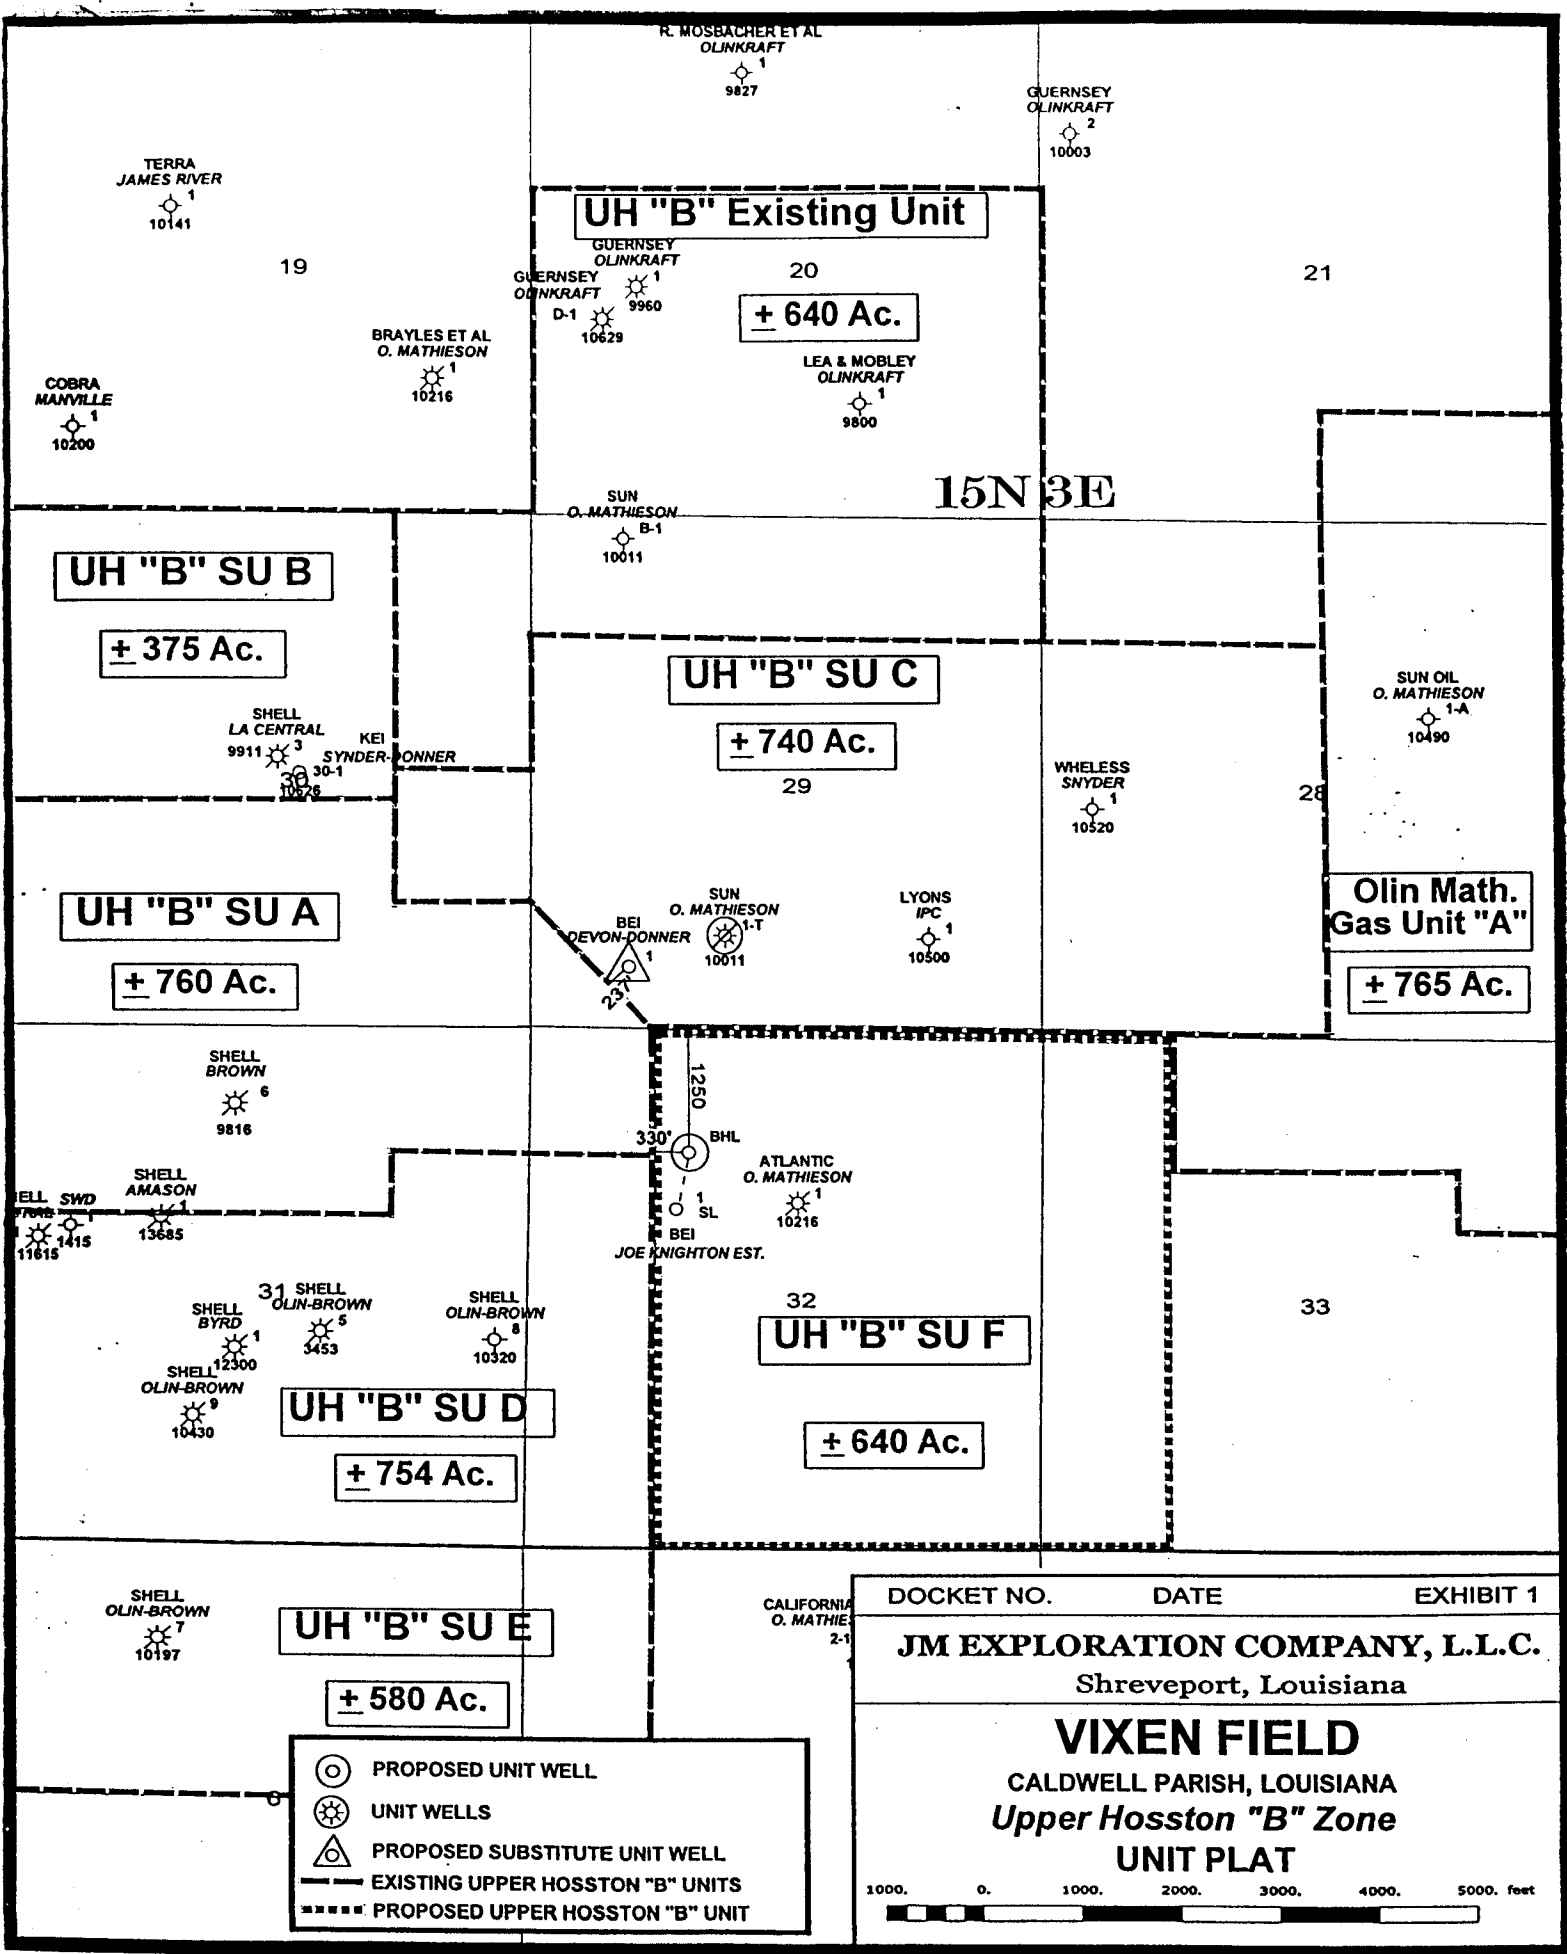 R. MOSBACHER ET AL
OLINKRAFT
1
9827
GUERNSEY
OLINKRAFT
2
10003
TERRA
JAMES RIVER
1
10141
19
UH "B" Existing Unit
GUERNSEY
OLINKRAFT
1
9960
GUERNSEY
OLINKRAFT
D-1
10629
20
± 640 Ac.
21
BRAYLES ET AL
O. MATHIESON
1
10216
LEA & MOBLEY
OLINKRAFT
1
9800
COBRA
MANVILLE
1
10200
15N 3E
SUN
O. MATHIESON
B-1
10011
UH "B" SU B
± 375 Ac.
UH "B" SU C
± 740 Ac.
29
SUN OIL
O. MATHIESON
1-A
10490
SHELL
LA CENTRAL
9911
3
KEI
SYNDER-DONNER
30-1
30
10626
WHELESS
SNYDER
1
10520
28
UH "B" SU A
± 760 Ac.
BEI
DEVON-DONNER
1
237'
SUN
O. MATHIESON
1-T
10011
LYONS
IPC
1
10500
Olin Math.
Gas Unit "A"
± 765 Ac.
SHELL
BROWN
6
9816
1250
330'
BHL
1
SL
BEI
JOE KNIGHTON EST.
ATLANTIC
O. MATHIESON
1
10216
SHELL
AMASON
1
13685
ELL
11615
SWD
1415
31
SHELL
OLIN-BROWN
5
3453
SHELL
BYRD
1
12300
SHELL
OLIN-BROWN
8
10320
SHELL
OLIN-BROWN
9
10430
32
33
UH "B" SU F
± 640 Ac.
UH "B" SU D
± 754 Ac.
SHELL
OLIN-BROWN
7
10197
UH "B" SU E
± 580 Ac.
CALIFORNIA
O. MATHIES
2-1
6
PROPOSED UNIT WELL
UNIT WELLS
PROPOSED SUBSTITUTE UNIT WELL
EXISTING UPPER HOSSTON "B" UNITS
PROPOSED UPPER HOSSTON "B" UNIT
DOCKET NO. DATE EXHIBIT 1
JM EXPLORATION COMPANY, L.L.C.
Shreveport, Louisiana
VIXEN FIELD
CALDWELL PARISH, LOUISIANA
Upper Hosston "B" Zone
UNIT PLAT
1000. 0. 1000. 2000. 3000. 4000. 5000. feet